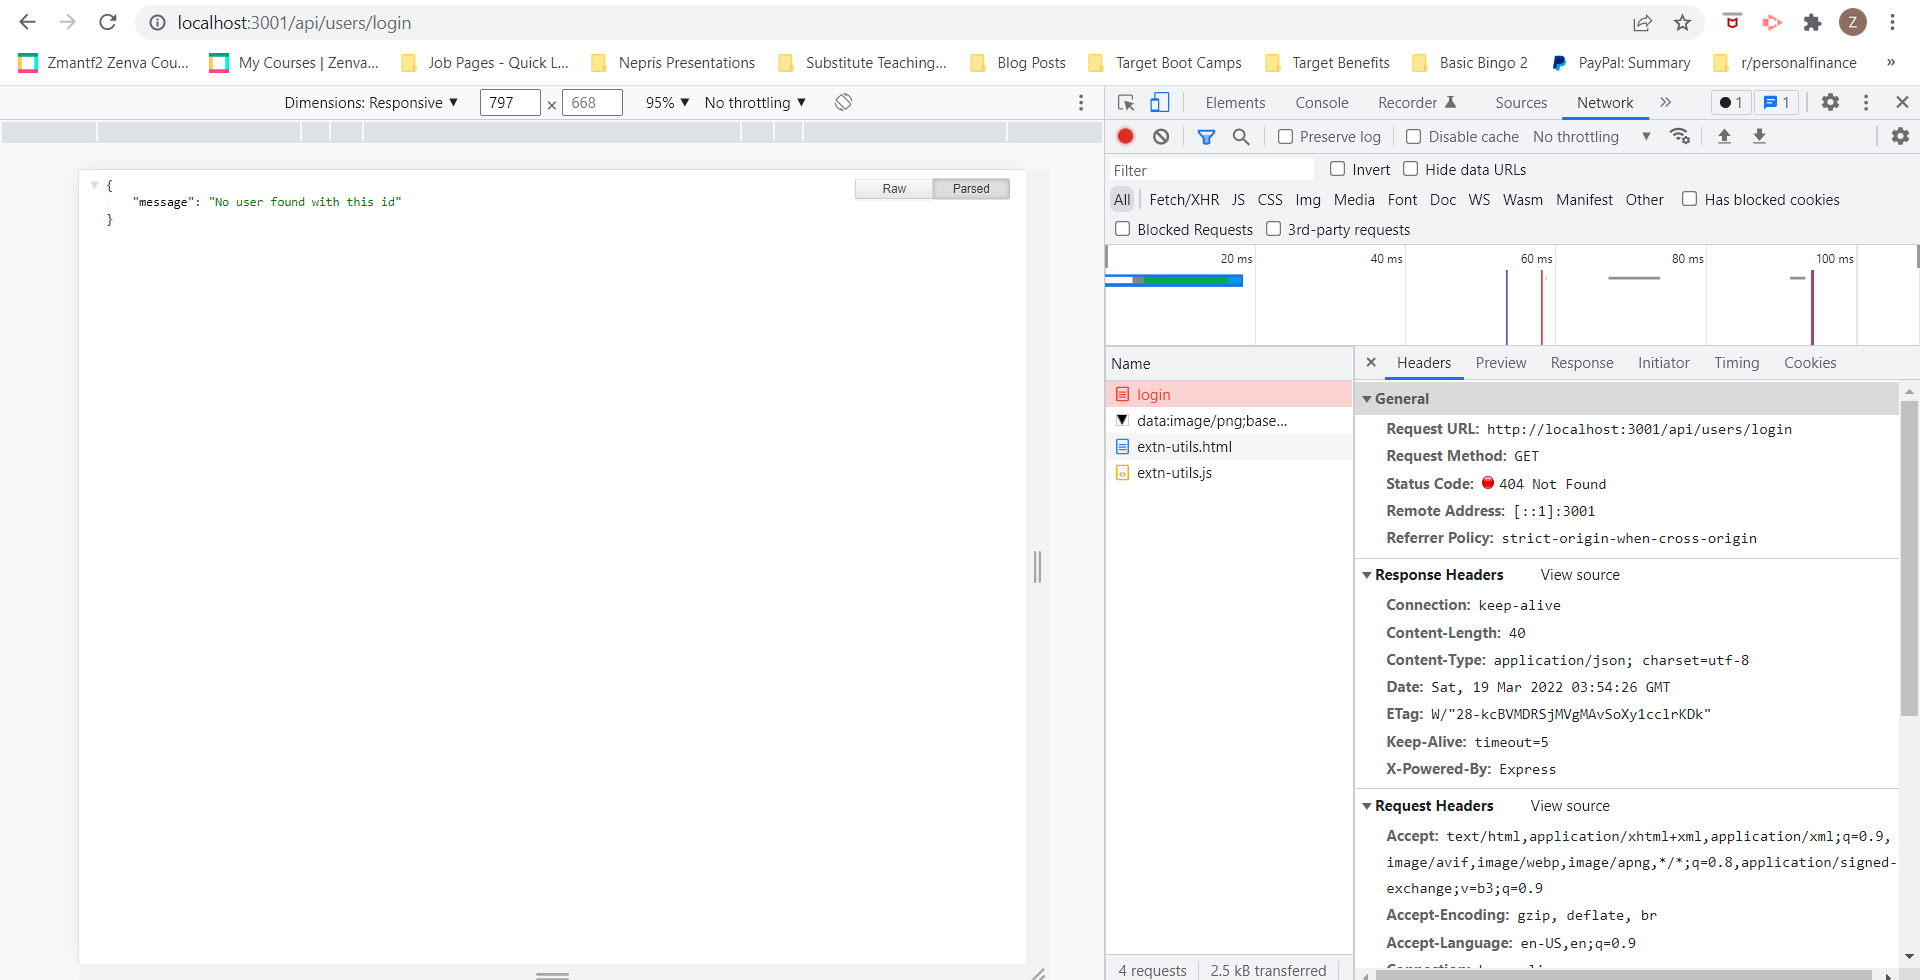 localhost:3001/api/users/login
Z
Zmantf2 Zenva Cou... My Courses | Zenva... Job Pages - Quick L... Nepris Presentations Substitute Teaching... Blog Posts Target Boot Camps Target Benefits Basic Bingo 2 PayPal: Summary r/personalfinance »
Dimensions: Responsive ▼ 797 × 668 95% ▼ No throttling ▼
Raw Parsed
{
"message": "No user found with this id"
}
Elements Console Recorder Sources Network » 1 1
Preserve log Disable cache No throttling ▼
Filter Invert Hide data URLs
All Fetch/XHR JS CSS Img Media Font Doc WS Wasm Manifest Other Has blocked cookies
Blocked Requests 3rd-party requests
20 ms 40 ms 60 ms 80 ms 100 ms
Name
login
data:image/png;base...
extn-utils.html
extn-utils.js
4 requests 2.5 kB transferred
× Headers Preview Response Initiator Timing Cookies
General
Request URL: http://localhost:3001/api/users/login
Request Method: GET
Status Code: 404 Not Found
Remote Address: [::1]:3001
Referrer Policy: strict-origin-when-cross-origin
Response Headers View source
Connection: keep-alive
Content-Length: 40
Content-Type: application/json; charset=utf-8
Date: Sat, 19 Mar 2022 03:54:26 GMT
ETag: W/"28-kcBVMDRSjMVgMAvSoXy1cclrKDk"
Keep-Alive: timeout=5
X-Powered-By: Express
Request Headers View source
Accept: text/html,application/xhtml+xml,application/xml;q=0.9,
image/avif,image/webp,image/apng,*/*;q=0.8,application/signed-
exchange;v=b3;q=0.9
Accept-Encoding: gzip, deflate, br
Accept-Language: en-US,en;q=0.9